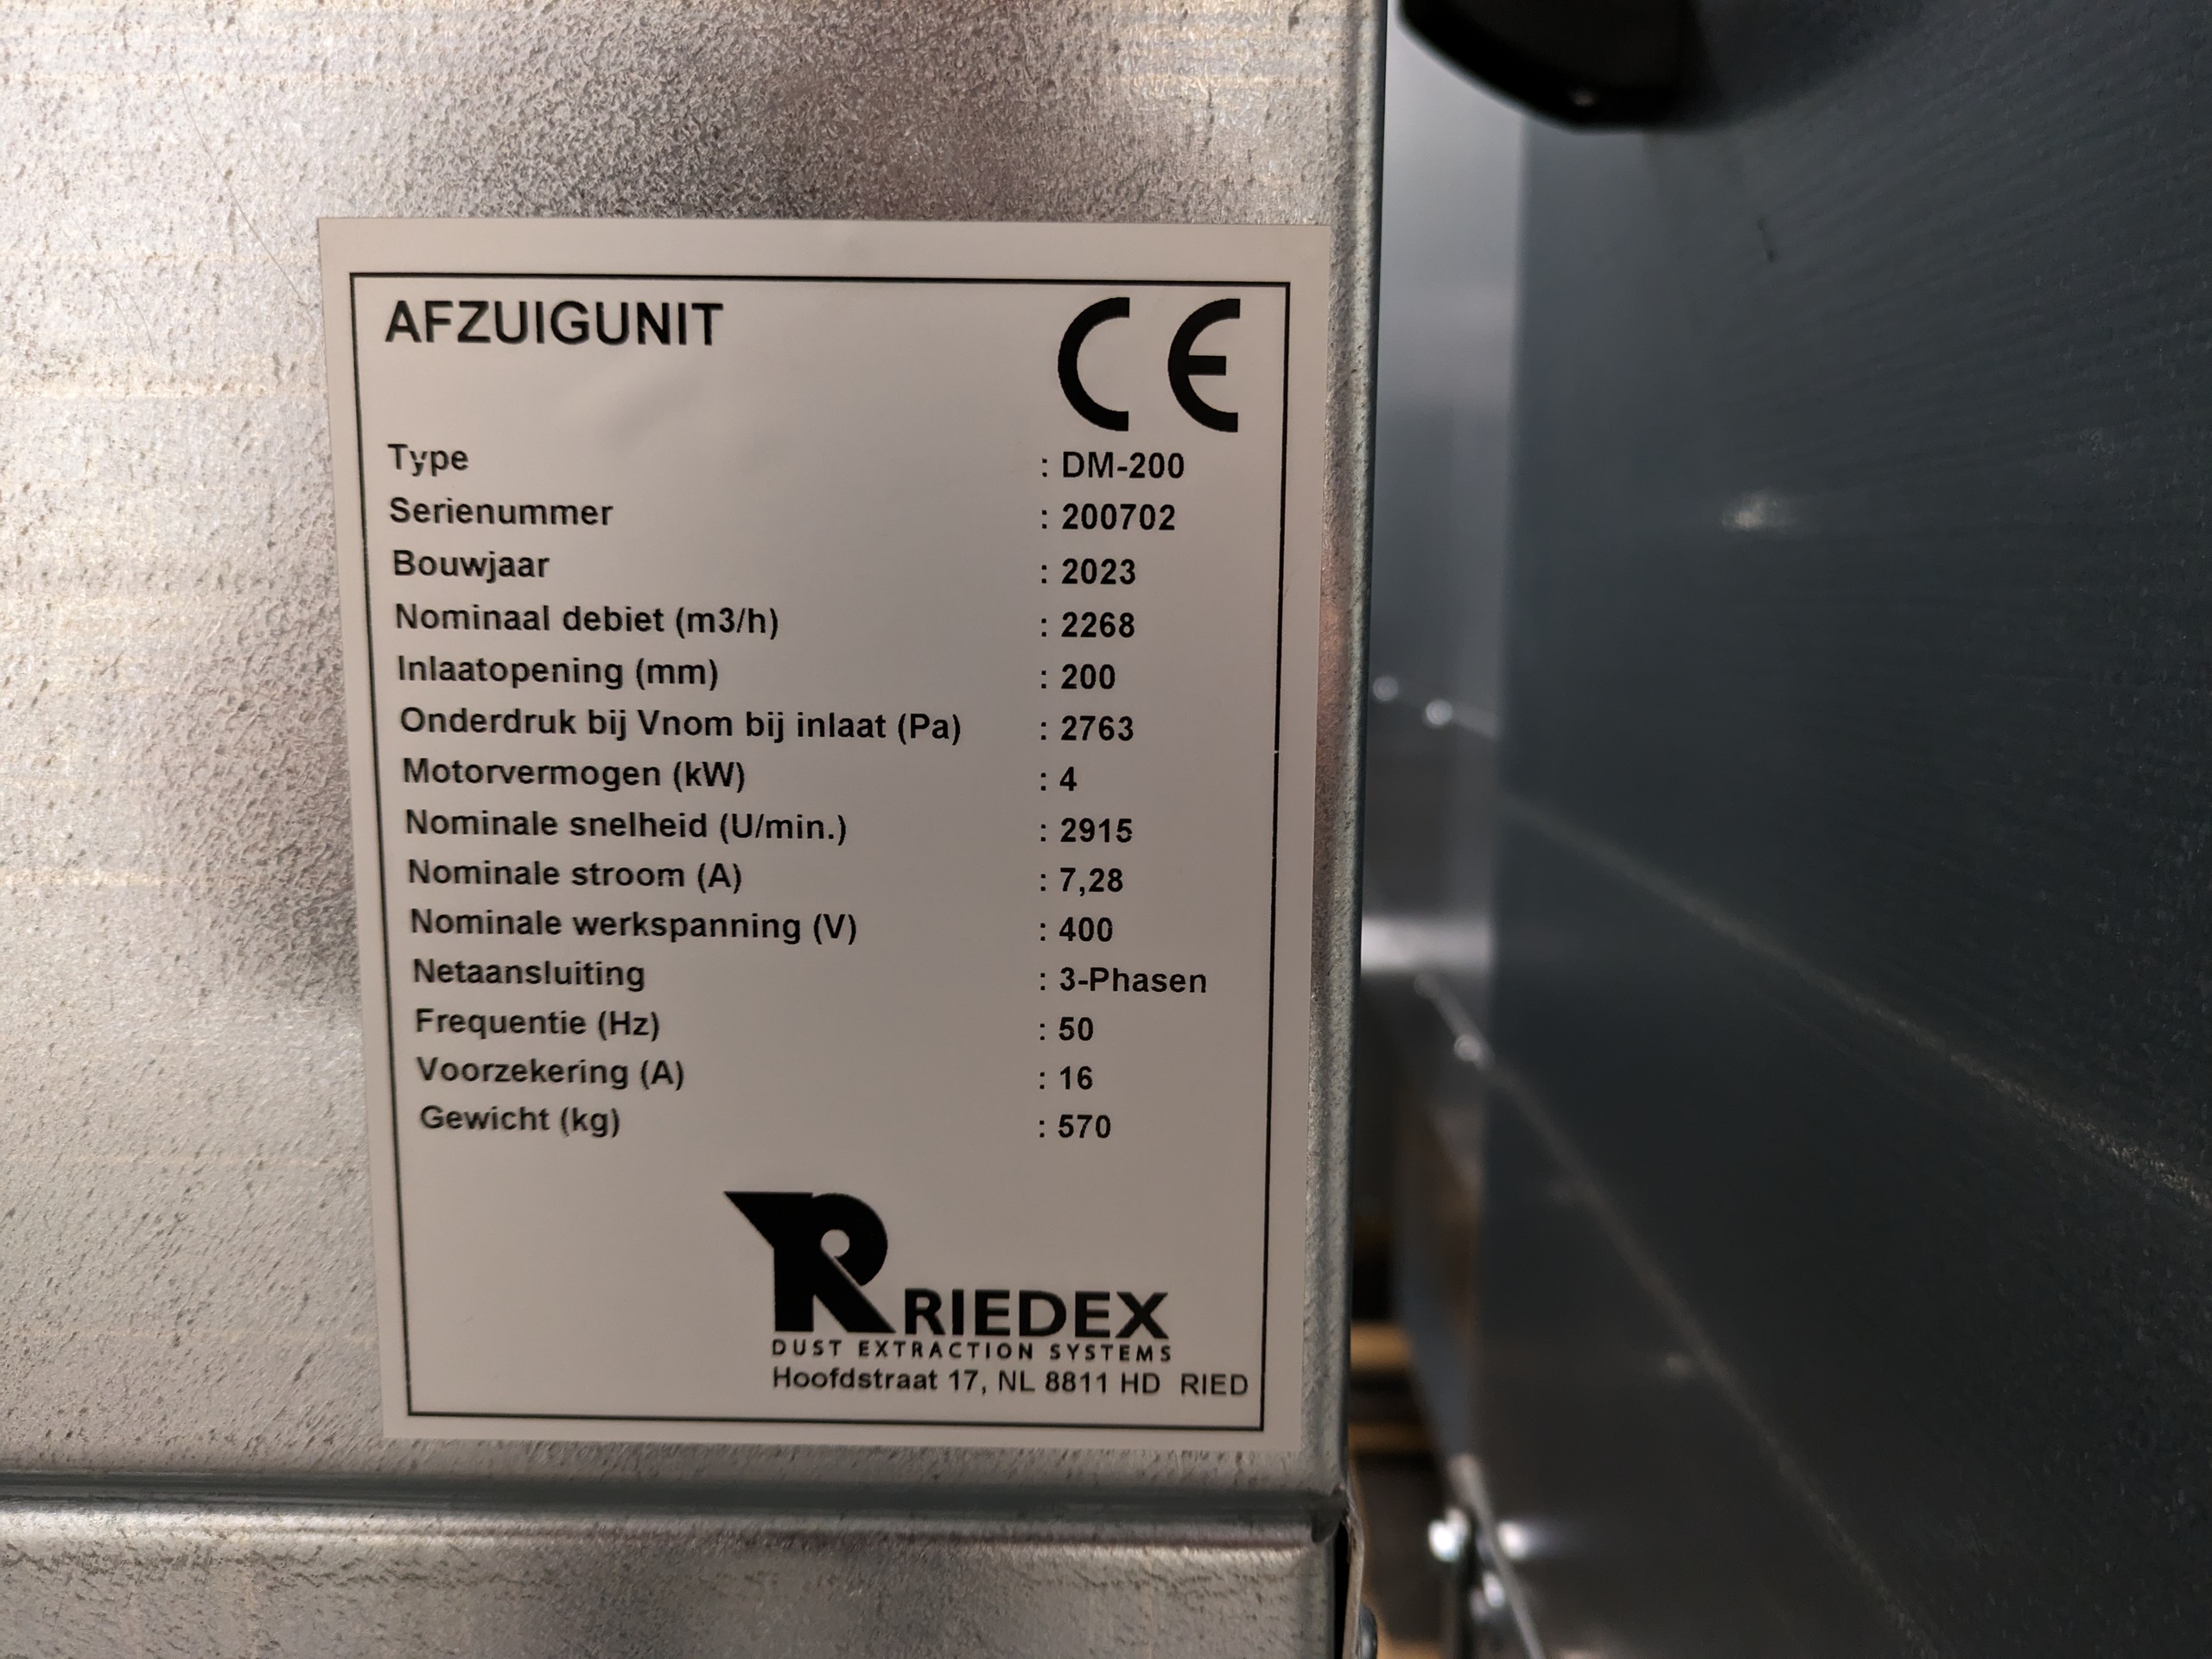 AFZUIGUNIT CE
Type : DM-200
Serienummer : 200702
Bouwjaar : 2023
Nominaal debiet (m3/h) : 2268
Inlaatopening (mm) : 200
Onderdruk bij Vnom bij inlaat (Pa) : 2763
Motorvermogen (kW) : 4
Nominale snelheid (U/min.) : 2915
Nominale stroom (A) : 7,28
Nominale werkspanning (V) : 400
Netaansluiting : 3-Phasen
Frequentie (Hz) : 50
Voorzekering (A) : 16
Gewicht (kg) : 570
RIEDEX
DUST EXTRACTION SYSTEMS
Hoofdstraat 17, NL 8811 HD RIED